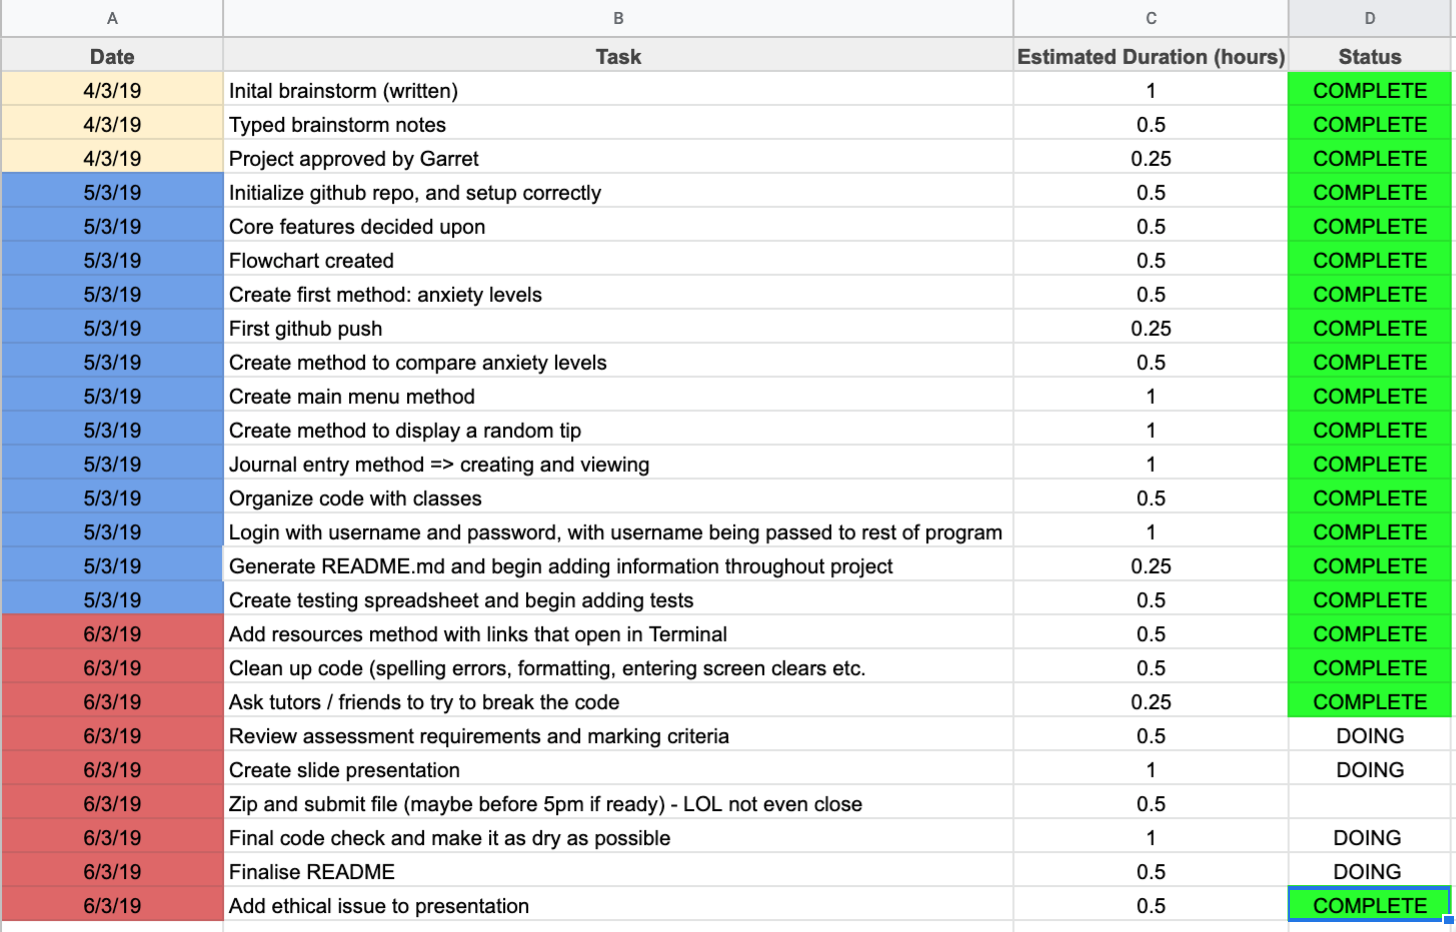 A B C D
Date Task Estimated Duration (hours) Status
4/3/19 Inital brainstorm (written) 1 COMPLETE
4/3/19 Typed brainstorm notes 0.5 COMPLETE
4/3/19 Project approved by Garret 0.25 COMPLETE
5/3/19 Initialize github repo, and setup correctly 0.5 COMPLETE
5/3/19 Core features decided upon 0.5 COMPLETE
5/3/19 Flowchart created 0.5 COMPLETE
5/3/19 Create first method: anxiety levels 0.5 COMPLETE
5/3/19 First github push 0.25 COMPLETE
5/3/19 Create method to compare anxiety levels 0.5 COMPLETE
5/3/19 Create main menu method 1 COMPLETE
5/3/19 Create method to display a random tip 1 COMPLETE
5/3/19 Journal entry method => creating and viewing 1 COMPLETE
5/3/19 Organize code with classes 0.5 COMPLETE
5/3/19 Login with username and password, with username being passed to rest of program 1 COMPLETE
5/3/19 Generate README.md and begin adding information throughout project 0.25 COMPLETE
5/3/19 Create testing spreadsheet and begin adding tests 0.5 COMPLETE
6/3/19 Add resources method with links that open in Terminal 0.5 COMPLETE
6/3/19 Clean up code (spelling errors, formatting, entering screen clears etc. 0.5 COMPLETE
6/3/19 Ask tutors / friends to try to break the code 0.25 COMPLETE
6/3/19 Review assessment requirements and marking criteria 0.5 DOING
6/3/19 Create slide presentation 1 DOING
6/3/19 Zip and submit file (maybe before 5pm if ready) - LOL not even close 0.5
6/3/19 Final code check and make it as dry as possible 1 DOING
6/3/19 Finalise README 0.5 DOING
6/3/19 Add ethical issue to presentation 0.5 COMPLETE